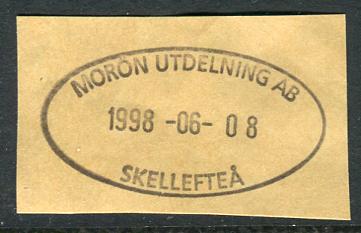 MORÖN UTDELNING AB
1998 -06- 08
SKELLEFTEÅ